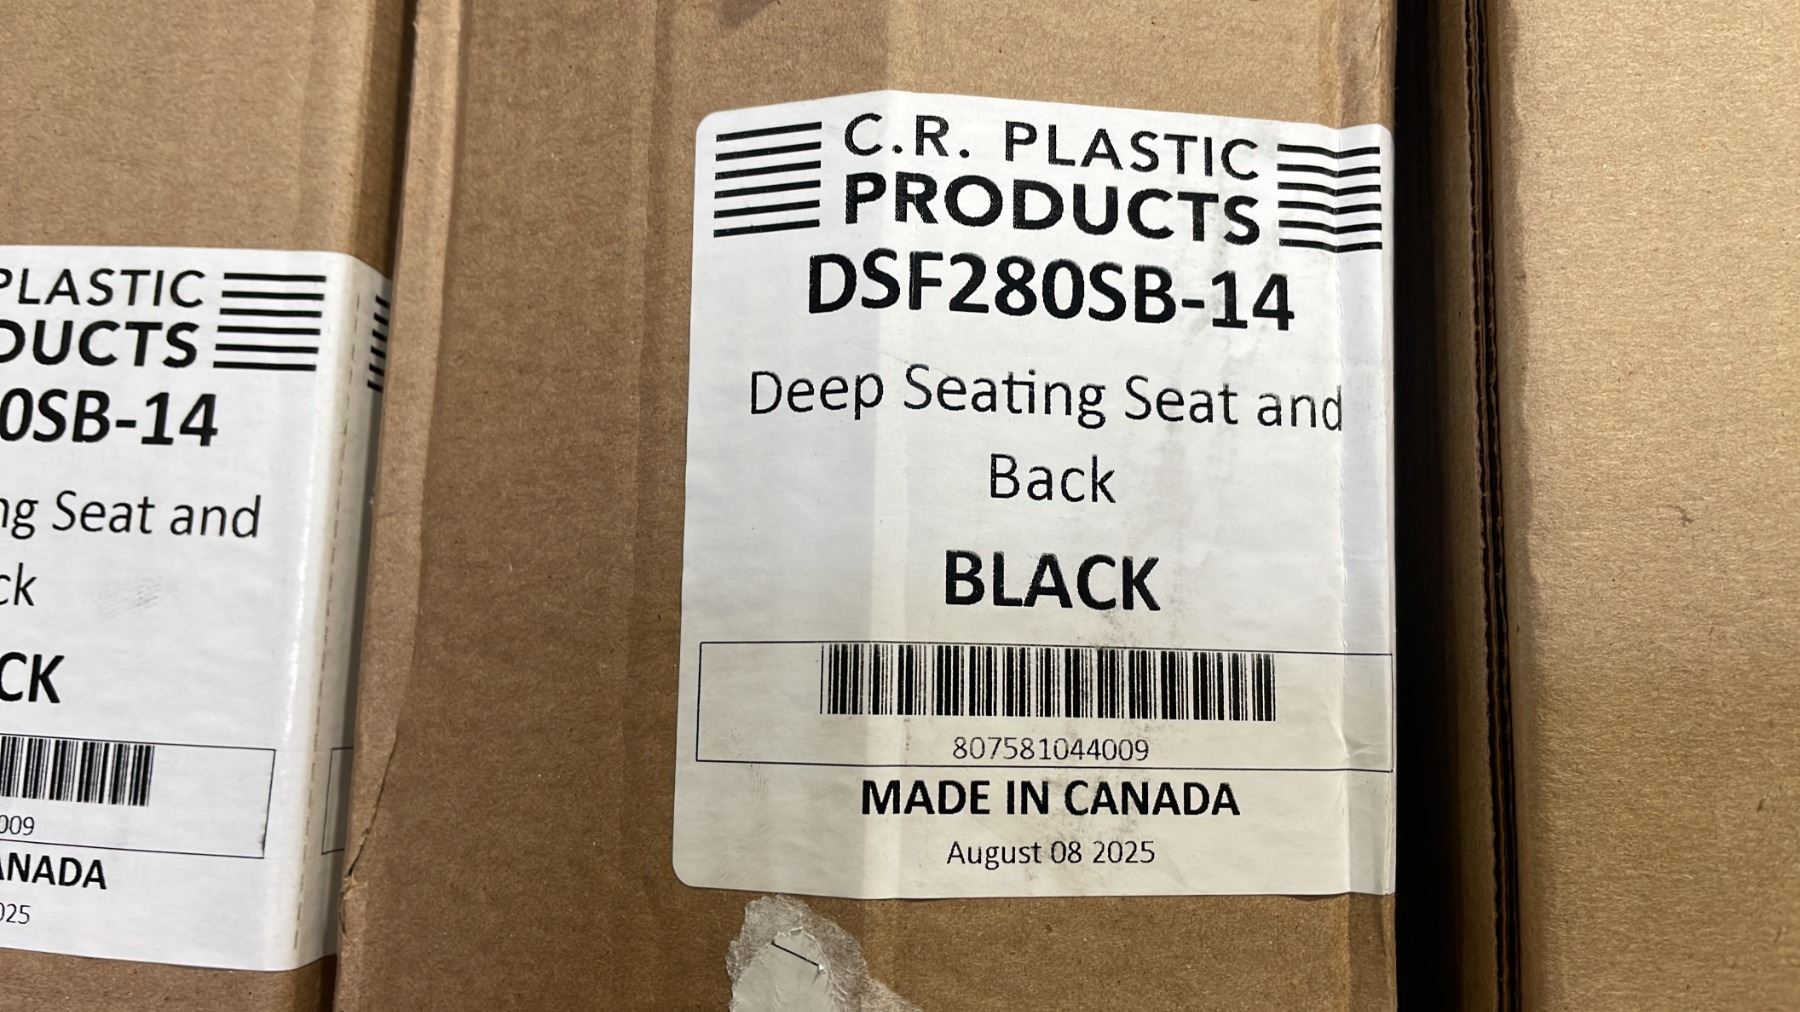 PLASTIC
DUCTS
0SB-14
ng Seat and
ck
CK
009
ANADA
025
C.R. PLASTIC
PRODUCTS
DSF280SB-14
Deep Seating Seat and
Back
BLACK
807581044009
MADE IN CANADA
August 08 2025